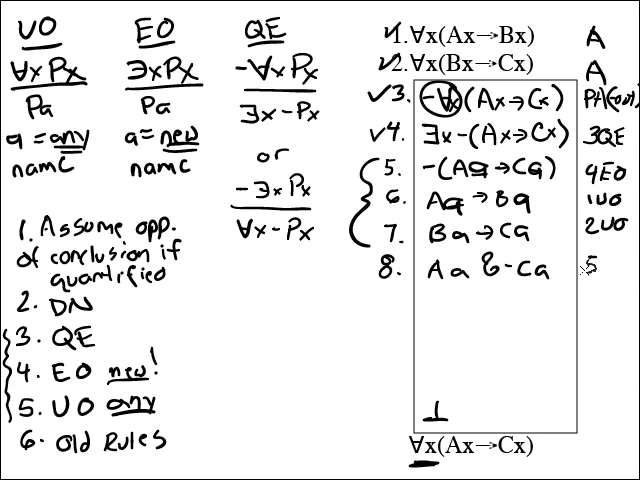 UO
∀xPx
Pa
a = any
name
EO
∃xPx
Pa
a = new
name
QE
-∀xPx
∃x-Px
or
-∃xPx
∀x-Px
1. Assume opp.
of conclusion if
quantified
2. DN
3. QE
4. EO new!
5. UO any
6. Old Rules
✓1. ∀x(Ax→Bx) A
✓2. ∀x(Bx→Cx) A
✓3. -∀x(Ax→Cx) PA(-out)
✓4. ∃x-(Ax→Cx) 3QE
5. -(Aa→Ca) 4EO
6. Aa→Ba 1UO
7. Ba→Ca 2UO
8. Aa &-Ca 5
⊥
∀x(Ax→Cx)